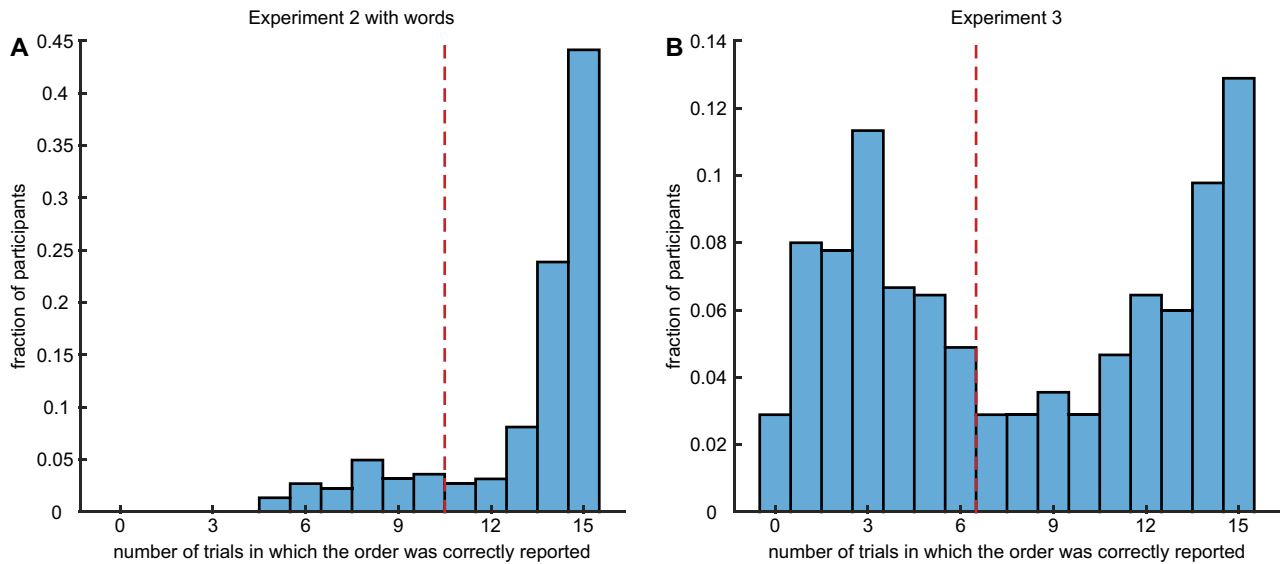 Experiment 2 with words
A
0.45
0.4
0.35
0.3
0.25
0.2
0.15
0.1
0.05
0
fraction of participants
0 3 6 9 12 15
number of trials in which the order was correctly reported
Experiment 3
B
0.14
0.12
0.1
0.08
0.06
0.04
0.02
0
fraction of participants
0 3 6 9 12 15
number of trials in which the order was correctly reported